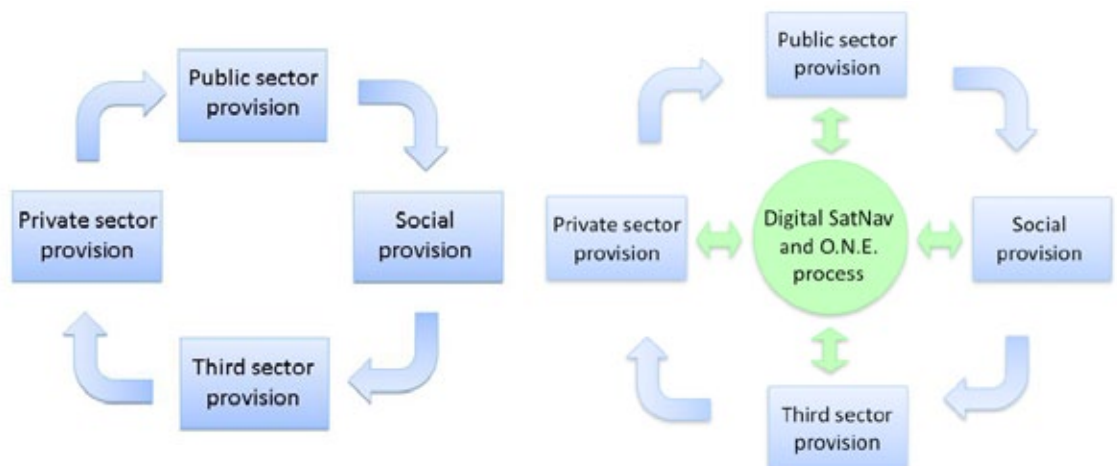 Public sector
provision
Private sector
provision
Social
provision
Third sector
provision
Public sector
provision
Private sector
provision
Digital SatNav
and O.N.E.
process
Social
provision
Third sector
provision